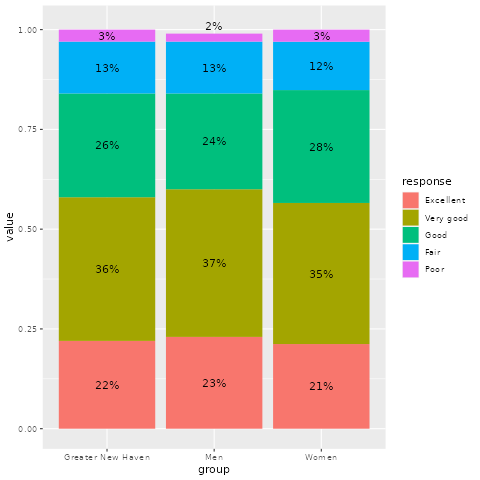 2%
1.00
3%
3%
13%
13%
12%
0.75
26%
24%
28%
response
Excellent
Very good
Good
Fair
Poor
value
0.50
36%
37%
35%
0.25
22%
23%
21%
0.00
Greater New Haven
Men
Women
group